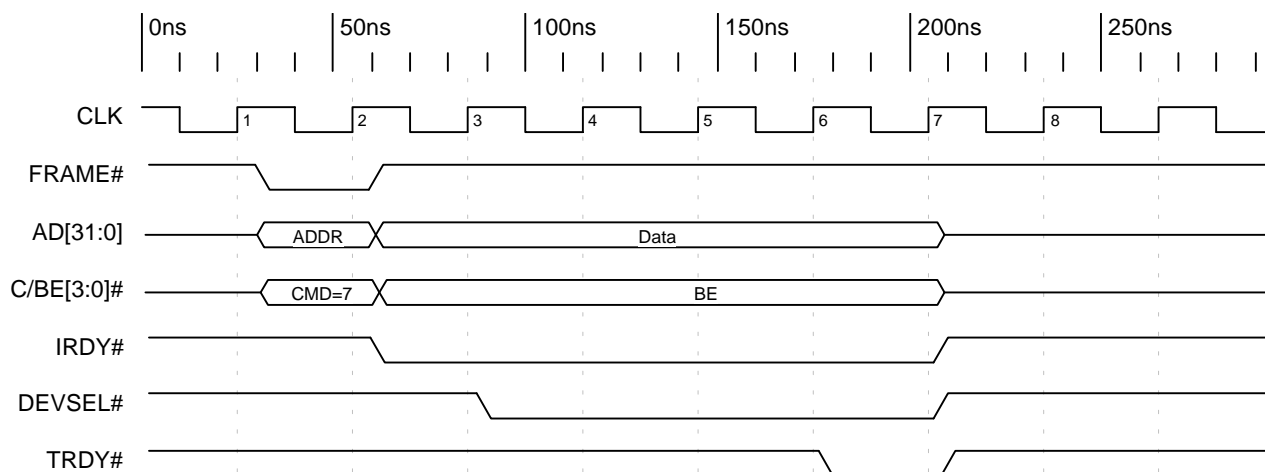 0ns 50ns 100ns 150ns 200ns 250ns
CLK 1 2 3 4 5 6 7 8
FRAME#
AD[31:0] ADDR Data
C/BE[3:0]# CMD=7 BE
IRDY#
DEVSEL#
TRDY#